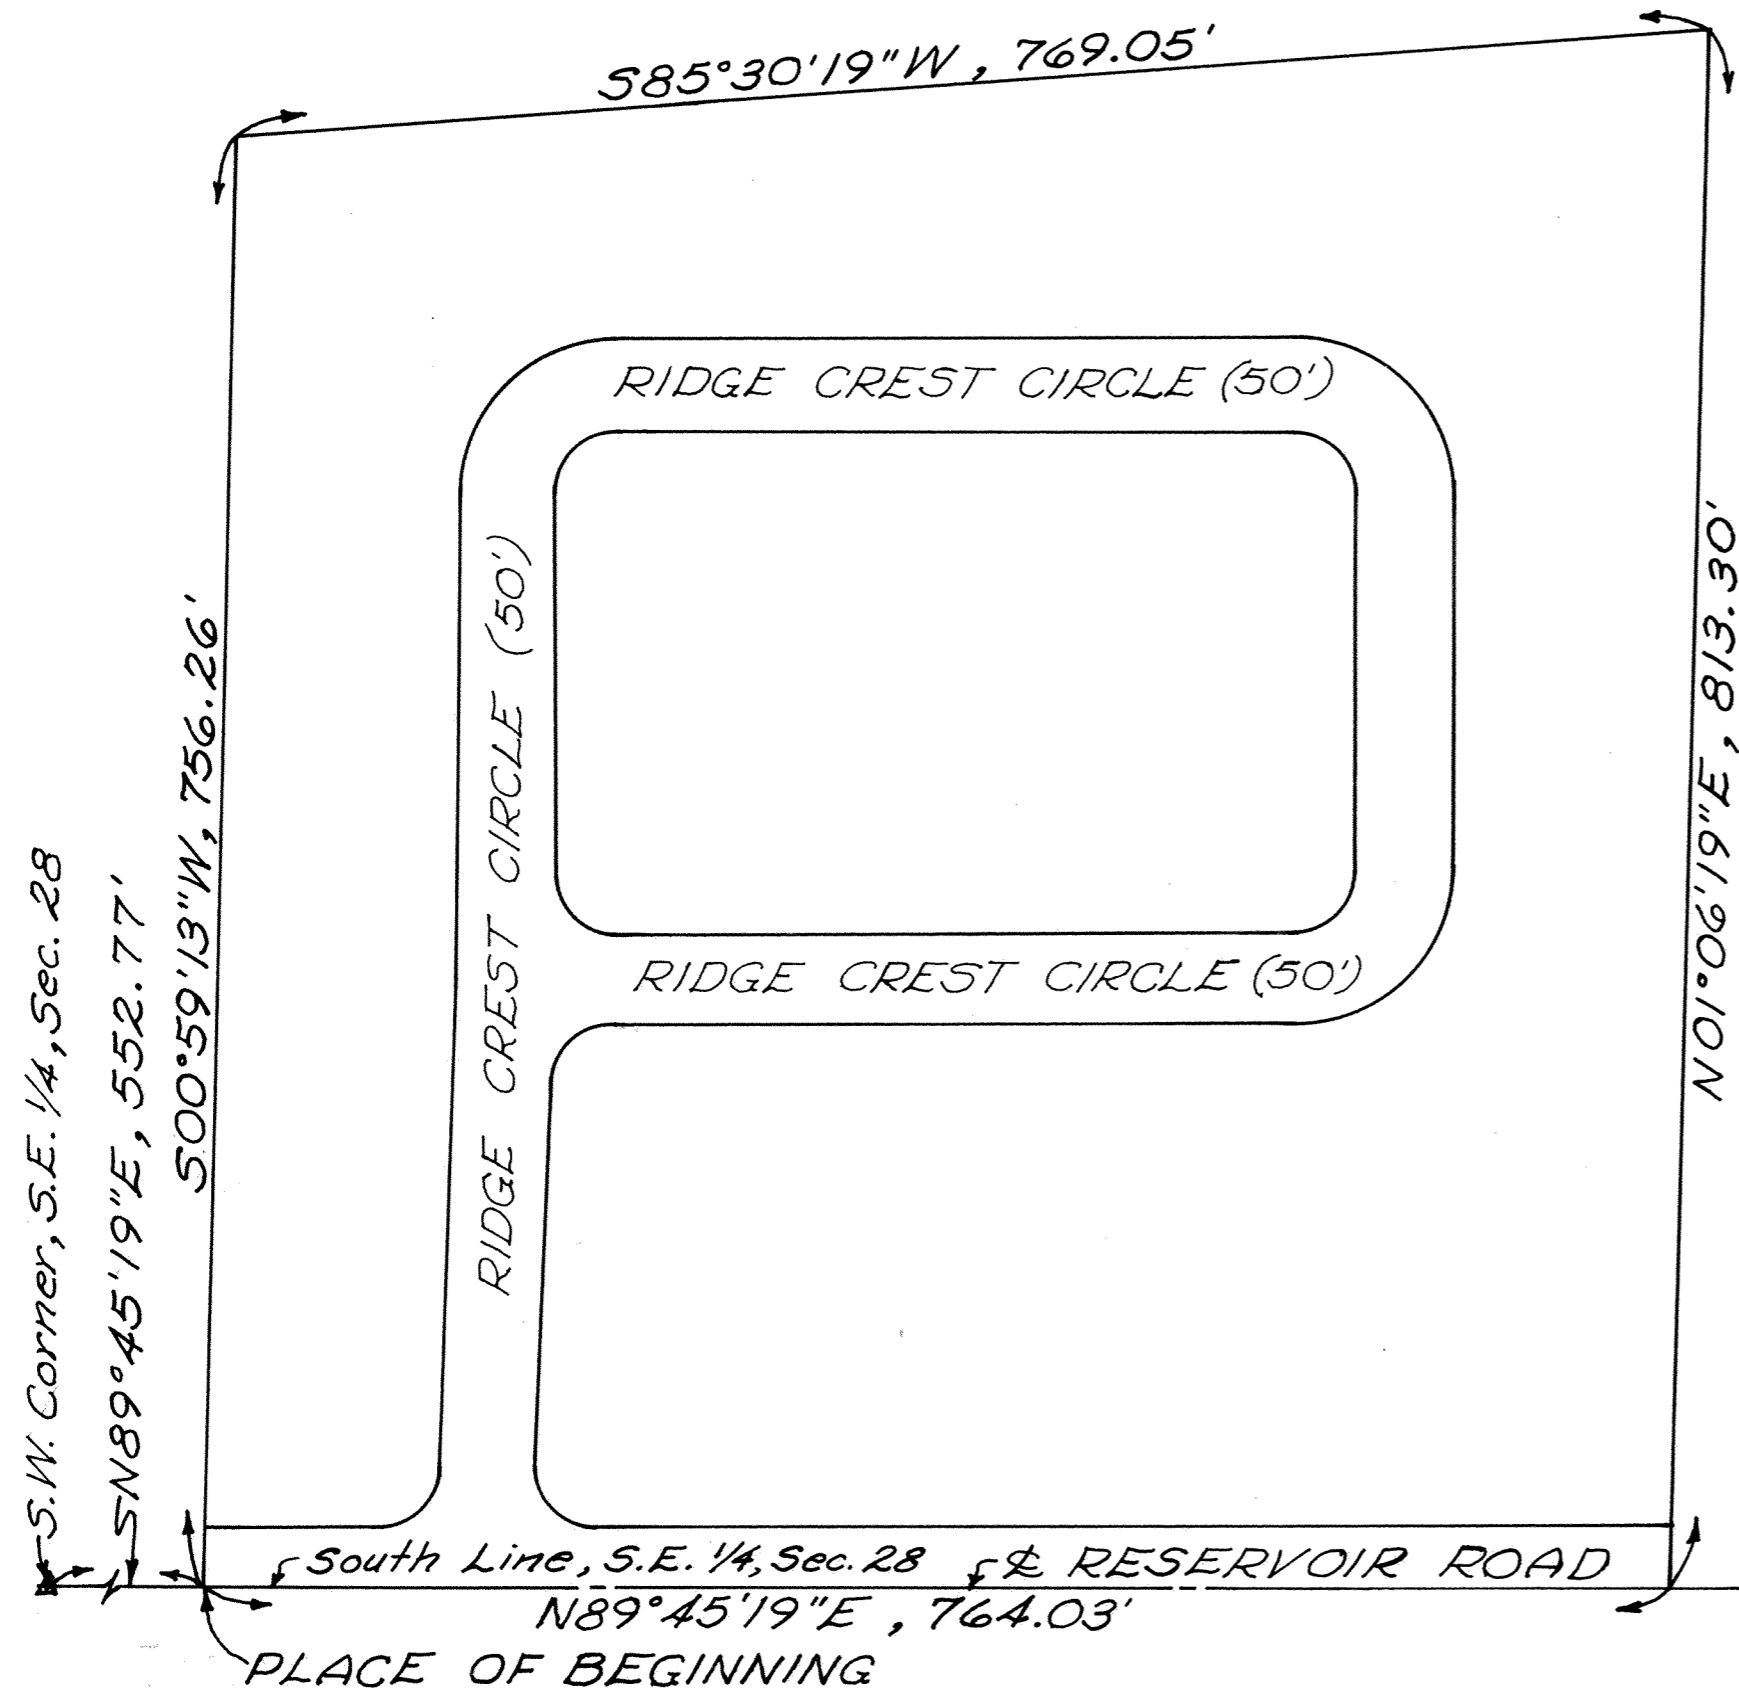 S85°30'19"W, 769.05'
RIDGE CREST CIRCLE (50')
RIDGE CREST CIRCLE (50')
RIDGE CREST CIRCLE (50')
N01°06'19"E, 813.30'
S00°59'13"W, 756.26'
N89°45'19"E, 552.77'
S.W. Corner, S.E. 1/4, Sec. 28
South Line, S.E. 1/4, Sec. 28
℄ RESERVOIR ROAD
N89°45'19"E, 764.03'
PLACE OF BEGINNING